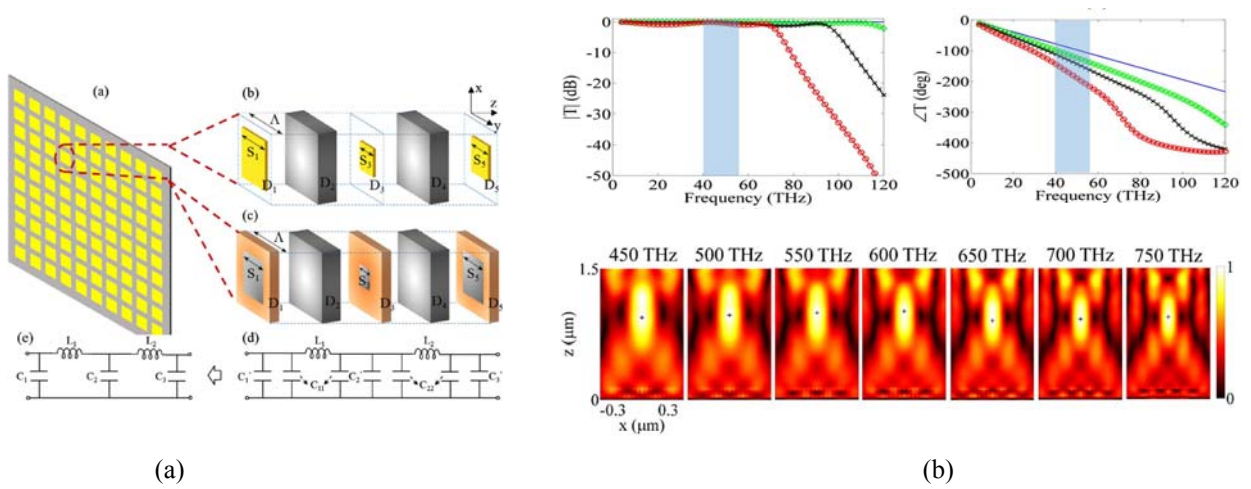 (a)
(b)
x
z
y
Λ
S1
D1
D2
S3
D3
D4
S5
D5
(c)
Λ
S1
D1
D2
D3
D4
S5
D5
(e)
L1
L2
C1
C2
C3
(d)
L1
L2
C1'
C11
C2'
C22
C3'
(a)
|T| (dB)
0
-10
-20
-30
-40
-50
0 20 40 60 80 100 120
Frequency (THz)
∠T (deg)
0
-100
-200
-300
-400
-500
0 20 40 60 80 100 120
Frequency (THz)
450 THz 500 THz 550 THz 600 THz 650 THz 700 THz 750 THz
1.5
z (μm)
0
-0.3 0.3
x (μm)
1
0
(b)